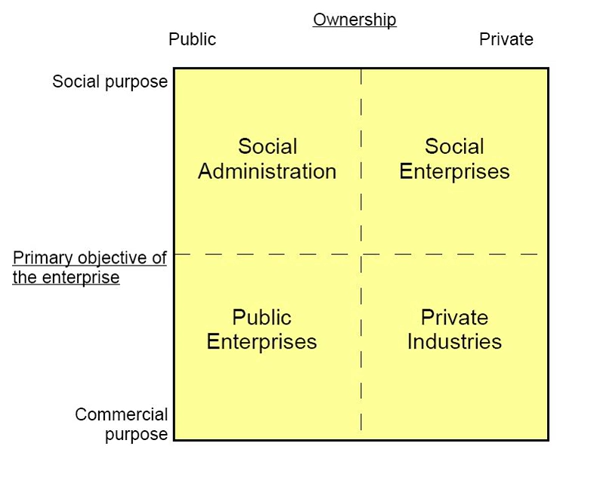 Ownership
Public
Private
Social purpose
Social
Administration
Social
Enterprises
Primary objective of
the enterprise
Public
Enterprises
Private
Industries
Commercial
purpose